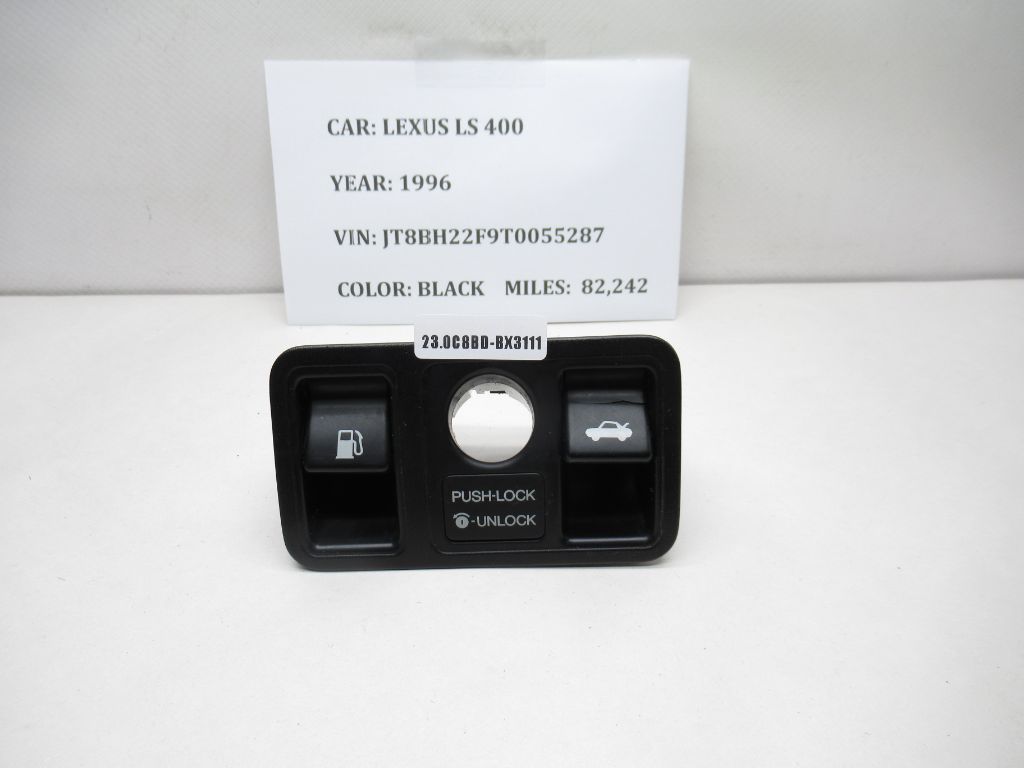 CAR: LEXUS LS 400
YEAR: 1996
VIN: JT8BH22F9T0055287
COLOR: BLACK MILES: 82,242
23.0C8BD-BX3111
PUSH-LOCK
-UNLOCK